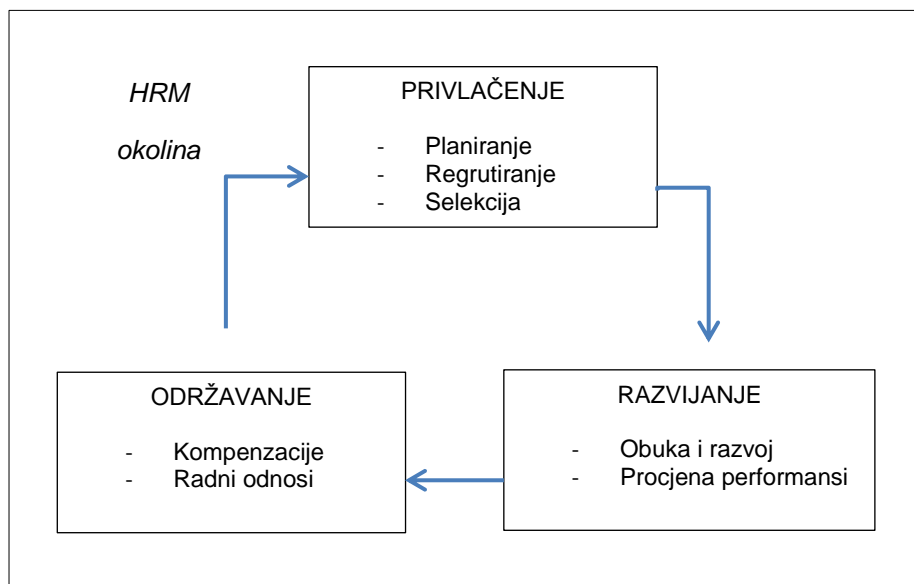 HRM
okolina
PRIVLAČENJE
- Planiranje
- Regrutiranje
- Selekcija
ODRŽAVANJE
- Kompenzacije
- Radni odnosi
RAZVIJANJE
- Obuka i razvoj
- Procjena performansi